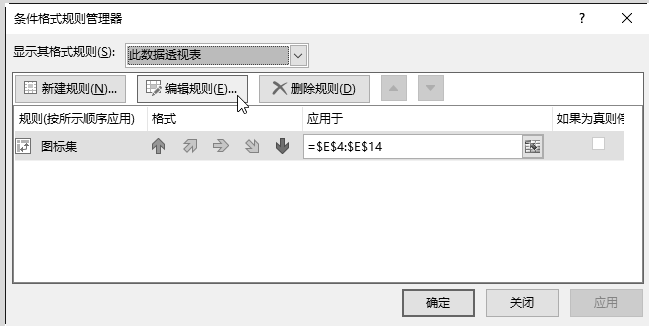 条件格式规则管理器 ? ×
显示其格式规则(S): 此数据透视表
新建规则(N)... 编辑规则(E)... 删除规则(D)
规则(按所示顺序应用) 格式 应用于 如果为真则停
图标集 =$E$4:$E$14
确定 关闭 应用